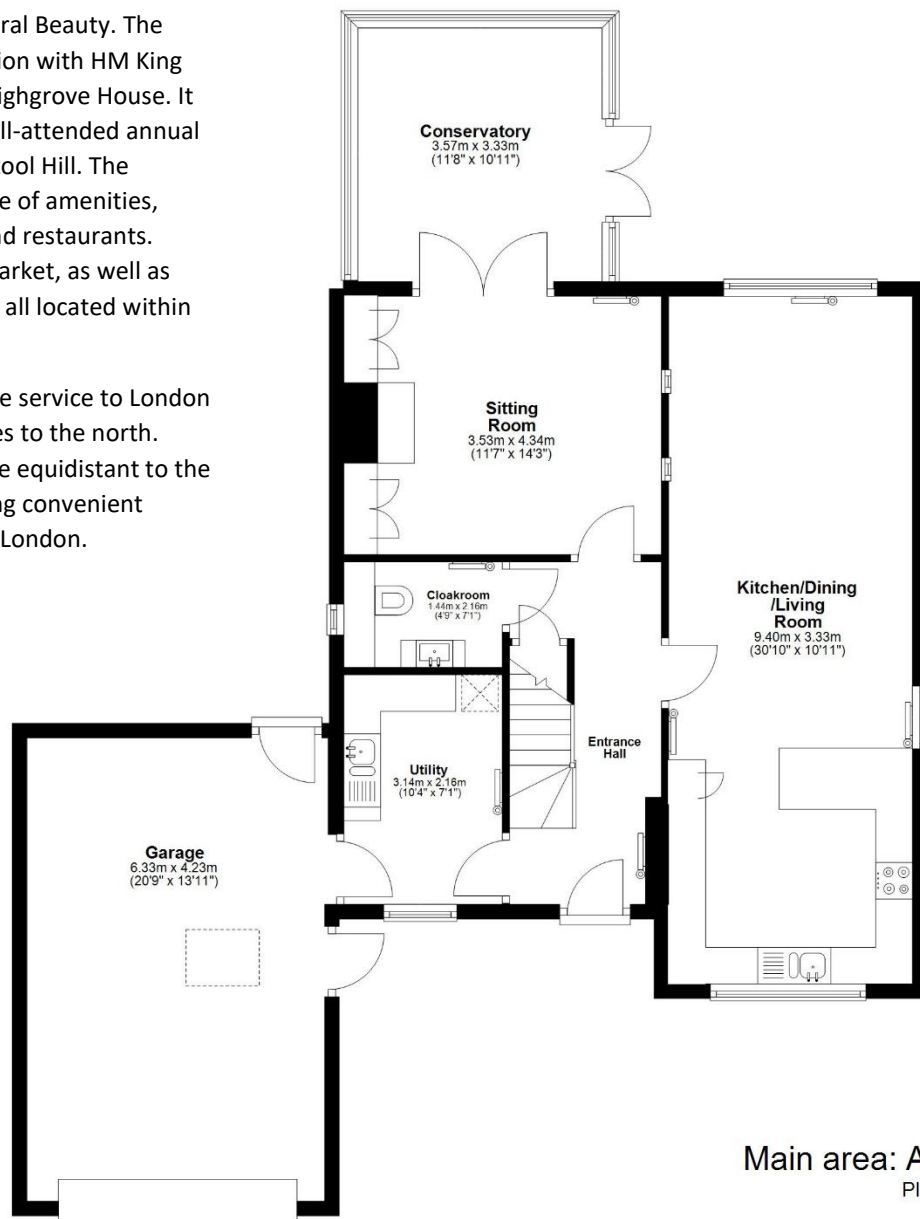 ral Beauty. The
ion with HM King
ighgrove House. It
ll-attended annual
tool Hill. The
e of amenities,
nd restaurants.
arket, as well as
all located within
e service to London
es to the north.
e equidistant to the
ng convenient
London.
Conservatory
3.57m x 3.33m
(11'8" x 10'11")
Sitting
Room
3.53m x 4.34m
(11'7" x 14'3")
Cloakroom
1.44m x 2.16m
(4'9" x 7'1")
Kitchen/Dining
/Living
Room
9.40m x 3.33m
(30'10" x 10'11")
Utility
3.14m x 2.16m
(10'4" x 7'1")
Entrance
Hall
Garage
6.33m x 4.23m
(20'9" x 13'11")
Main area: A
Pl